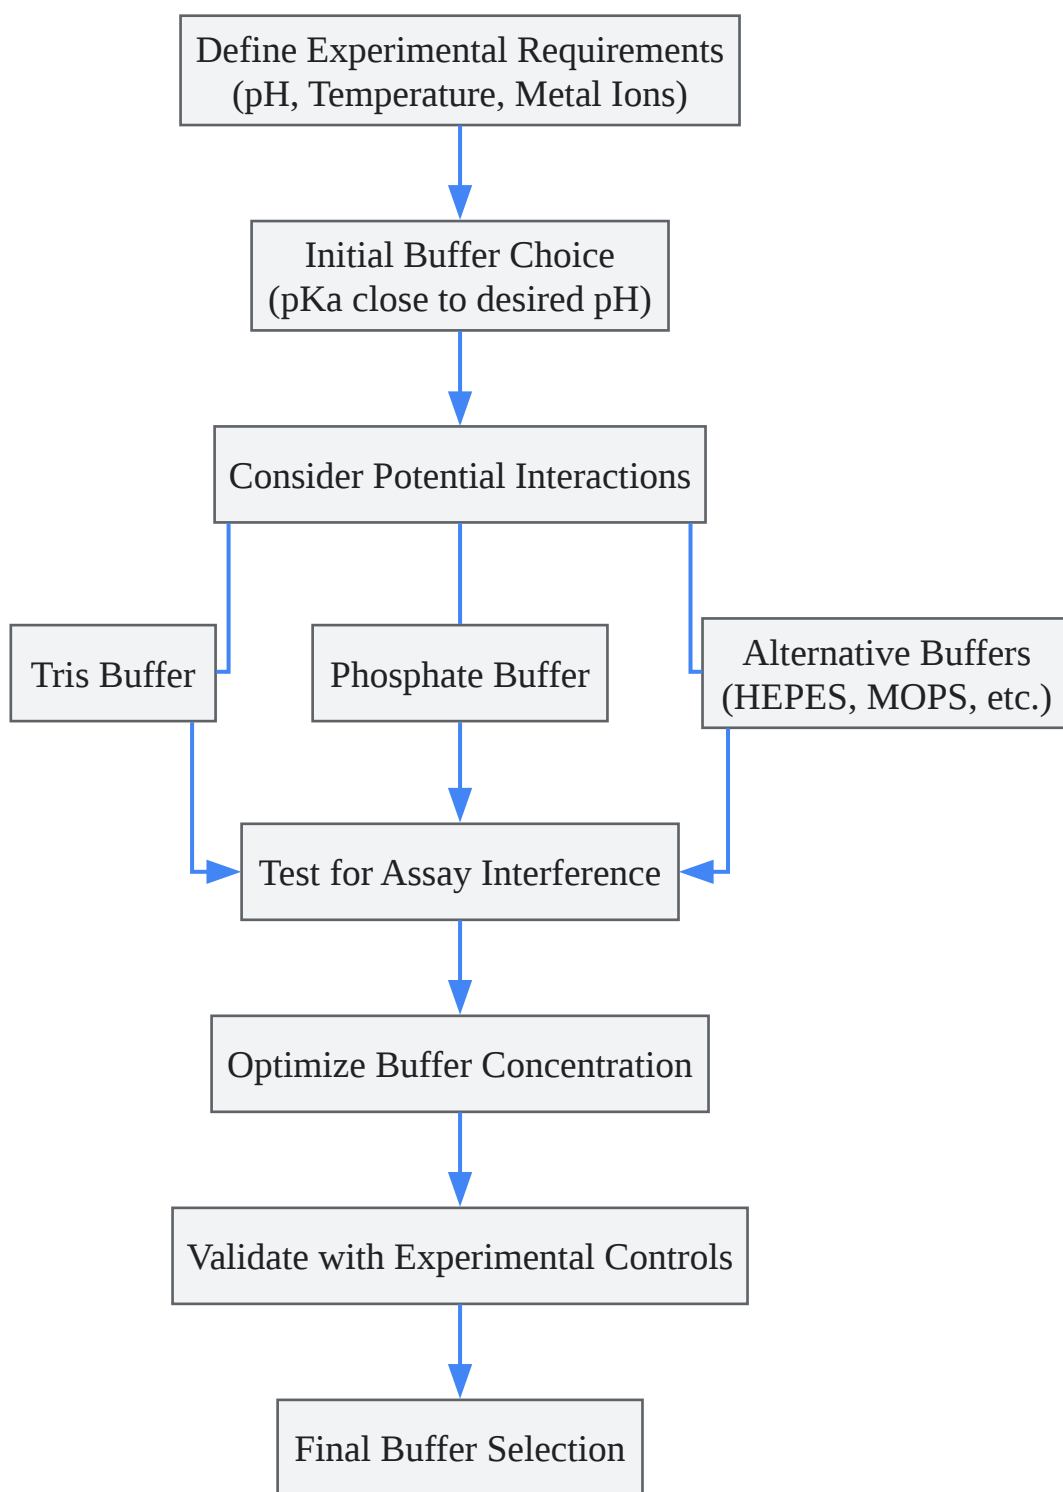 Define Experimental Requirements
(pH, Temperature, Metal Ions)
Initial Buffer Choice
(pKa close to desired pH)
Consider Potential Interactions
Tris Buffer
Phosphate Buffer
Alternative Buffers
(HEPES, MOPS, etc.)
Test for Assay Interference
Optimize Buffer Concentration
Validate with Experimental Controls
Final Buffer Selection